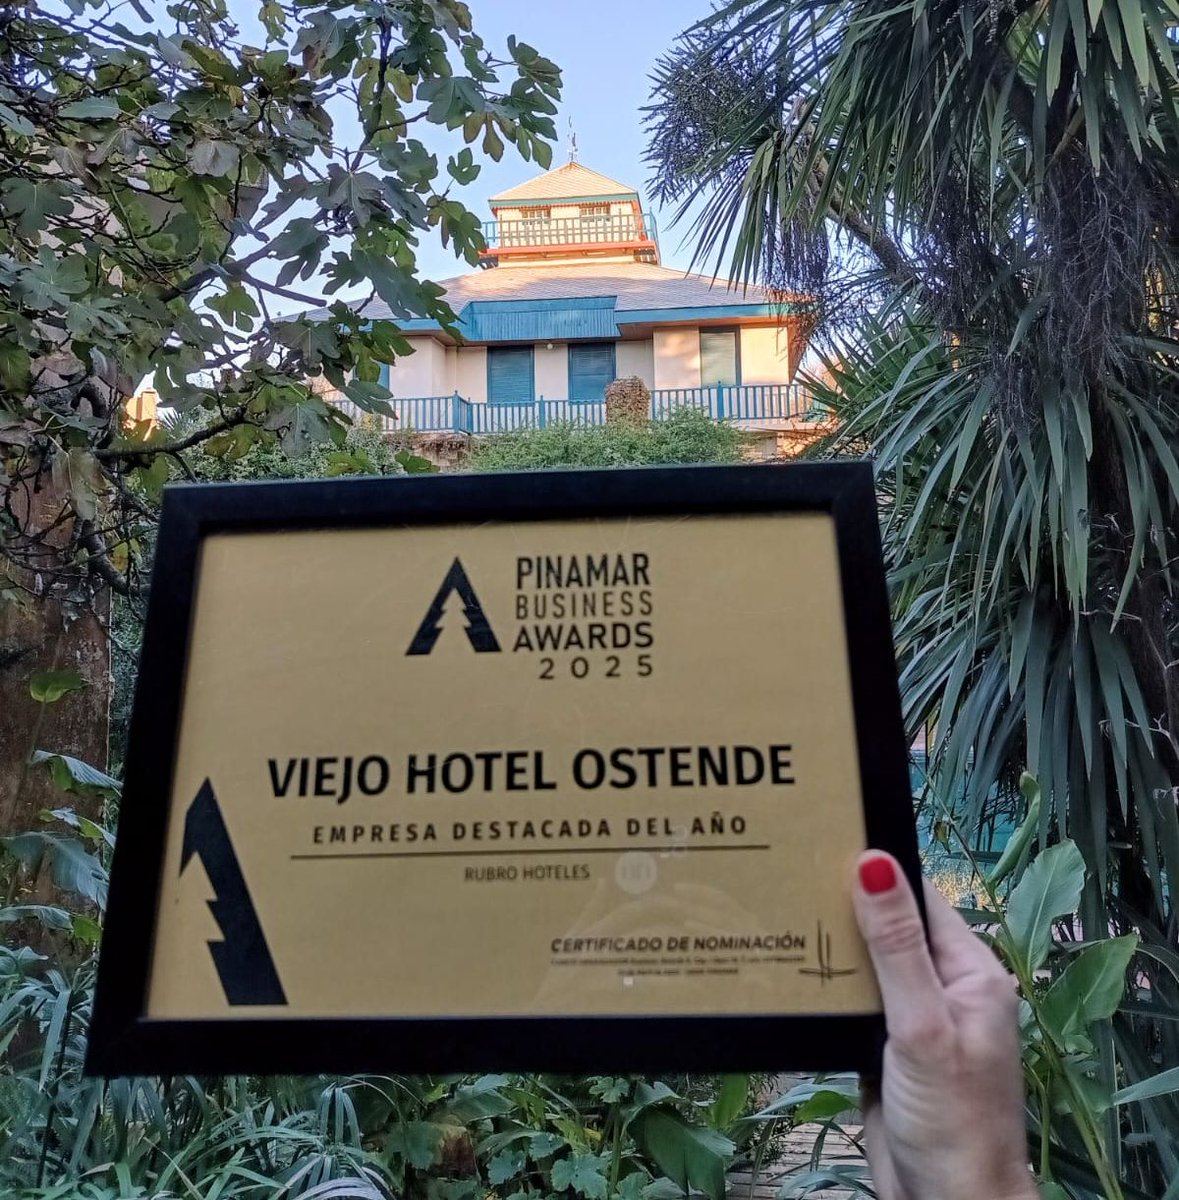 PINAMAR
BUSINESS
AWARDS
2025
VIEJO HOTEL OSTENDE
EMPRESA DESTACADA DEL AÑO
RUBRO HOTELES
CERTIFICADO DE NOMINACIÓN